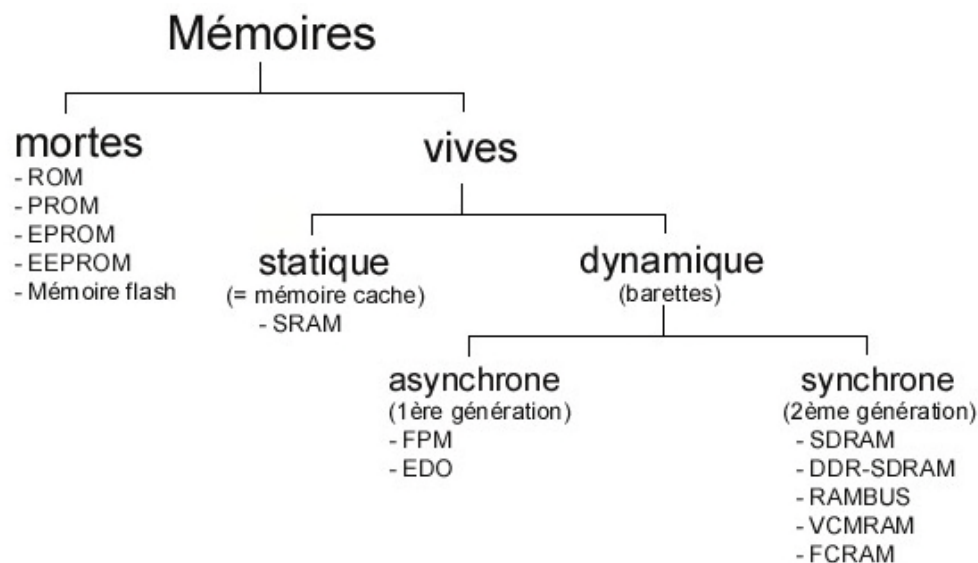 Mémoires
mortes
- ROM
- PROM
- EPROM
- EEPROM
- Mémoire flash
vives
statique
(= mémoire cache)
- SRAM
dynamique
(barettes)
asynchrone
(1ère génération)
- FPM
- EDO
synchrone
(2ème génération)
- SDRAM
- DDR-SDRAM
- RAMBUS
- VCMRAM
- FCRAM